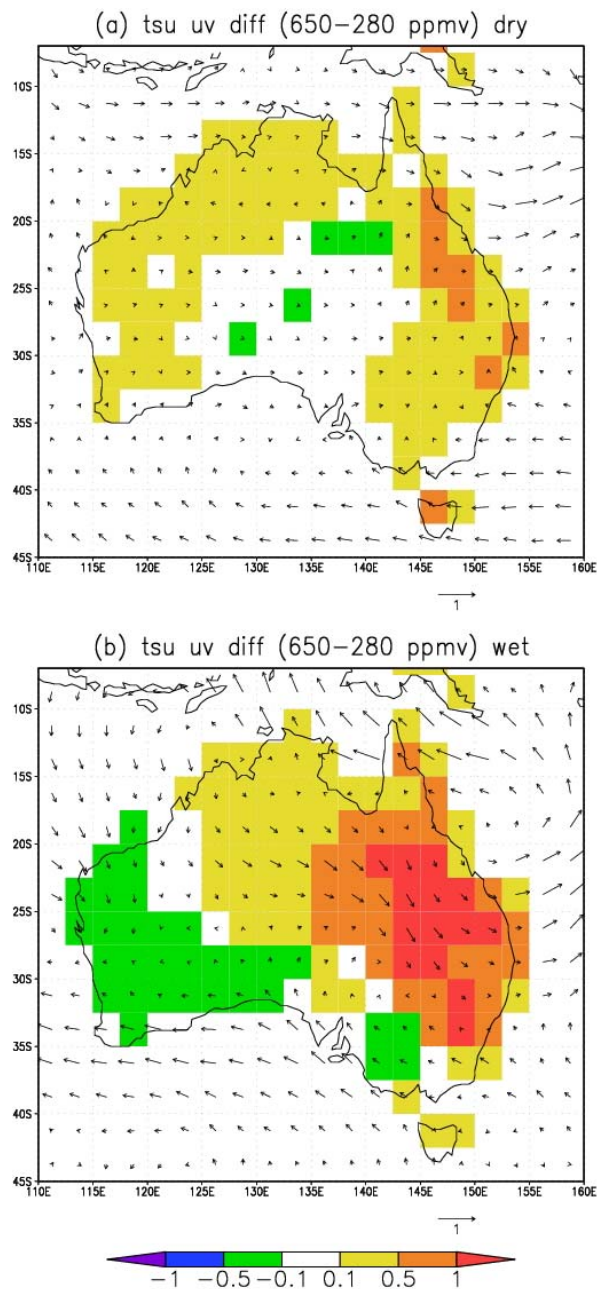 (a) tsu uv diff (650−280 ppmv) dry
10S
15S
20S
25S
30S
35S
40S
45S
110E 115E 120E 125E 130E 135E 140E 145E 150E 155E 160E
1
(b) tsu uv diff (650−280 ppmv) wet
10S
15S
20S
25S
30S
35S
40S
45S
110E 115E 120E 125E 130E 135E 140E 145E 150E 155E 160E
1
−1 −0.5 −0.1 0.1 0.5 1